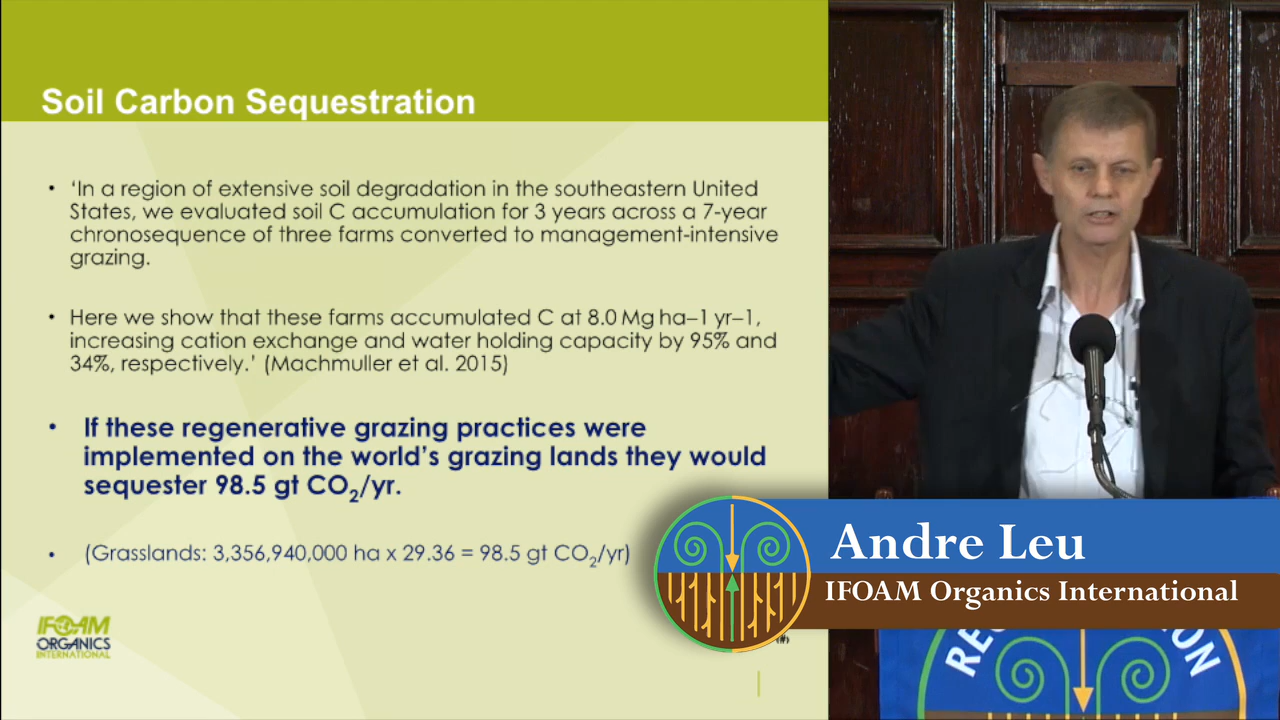 Soil Carbon Sequestration
• 'In a region of extensive soil degradation in the southeastern United
States, we evaluated soil C accumulation for 3 years across a 7-year
chronosequence of three farms converted to management-intensive
grazing.
• Here we show that these farms accumulated C at 8.0 Mg ha–1 yr–1,
increasing cation exchange and water holding capacity by 95% and
34%, respectively.' (Machmuller et al. 2015)
• If these regenerative grazing practices were
implemented on the world's grazing lands they would
sequester 98.5 gt CO₂/yr.
• (Grasslands: 3,356,940,000 ha x 29.36 = 98.5 gt CO₂/yr)
IFOAM
ORGANICS
INTERNATIONAL
(#)
Andre Leu
IFOAM Organics International